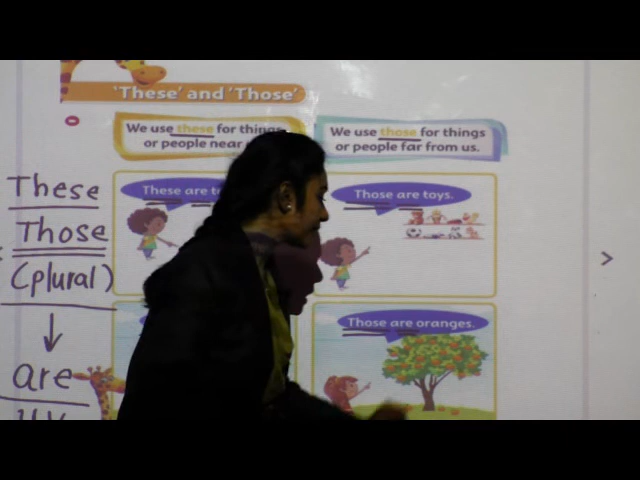 'These' and 'Those'
We use these for things
or people near
We use those for things
or people far from us.
These
Those
(plural)
are
These are
Those are toys.
Those are oranges.